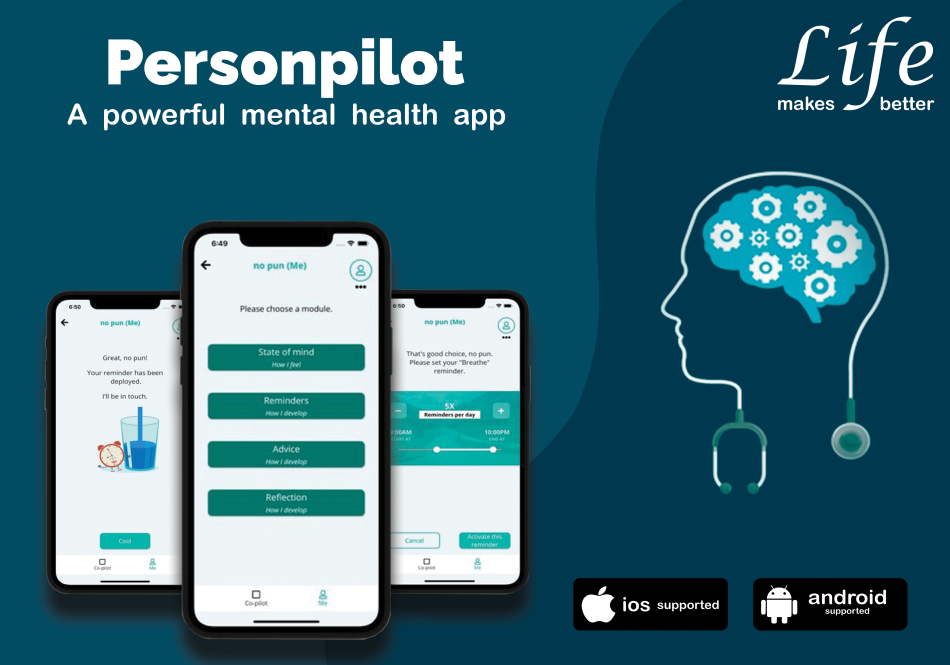 Personpilot
A powerful mental health app
Life
makes better
6:50
no pun (Me)
Great, no pun!
Your reminder has been
deployed.
I'll be in touch.
Cool
Co-pilot
Me
6:49
no pun (Me)
Please choose a module.
State of mind
How I feel
Reminders
How I develop
Advice
How I develop
Reflection
How I develop
Co-pilot
Me
6:50
no pun (Me)
That's good choice, no pun.
Please set your "Breathe"
reminder.
5X
Reminders per day
10:00PM
END AT
Cancel
Activate this
reminder
Co-pilot
Me
ios supported
android
supported